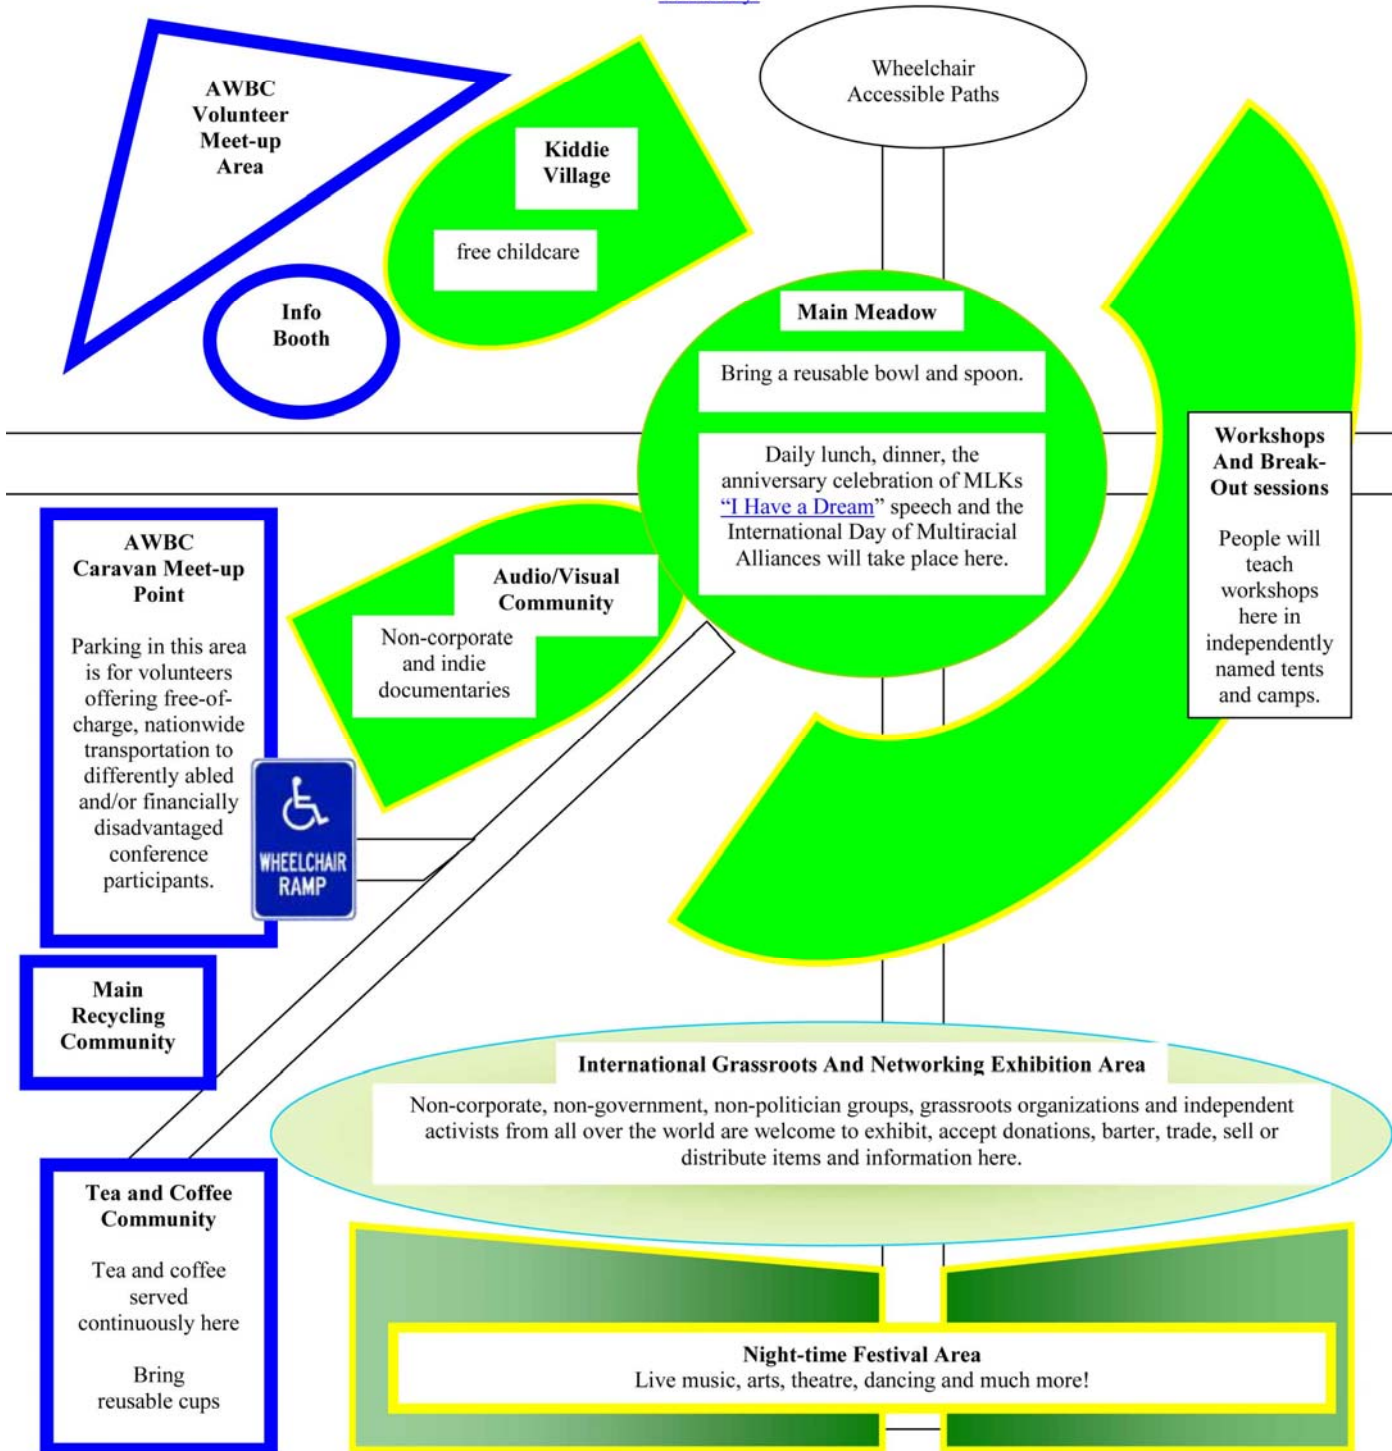 Wheelchair
Accessible Paths
AWBC
Volunteer
Meet-up
Area
Kiddie
Village
free childcare
Info
Booth
Main Meadow
Bring a reusable bowl and spoon.
Daily lunch, dinner, the
anniversary celebration of MLKs
“I Have a Dream” speech and the
International Day of Multiracial
Alliances will take place here.
Workshops
And Break-
Out sessions
People will
teach
workshops
here in
independently
named tents
and camps.
AWBC
Caravan Meet-up
Point
Parking in this area
is for volunteers
offering free-of-
charge, nationwide
transportation to
differently abled
and/or financially
disadvantaged
conference
participants.
Audio/Visual
Community
Non-corporate
and indie
documentaries
WHEELCHAIR
RAMP
Main
Recycling
Community
International Grassroots And Networking Exhibition Area
Non-corporate, non-government, non-politician groups, grassroots organizations and independent
activists from all over the world are welcome to exhibit, accept donations, barter, trade, sell or
distribute items and information here.
Tea and Coffee
Community
Tea and coffee
served
continuously here
Bring
reusable cups
Night-time Festival Area
Live music, arts, theatre, dancing and much more!